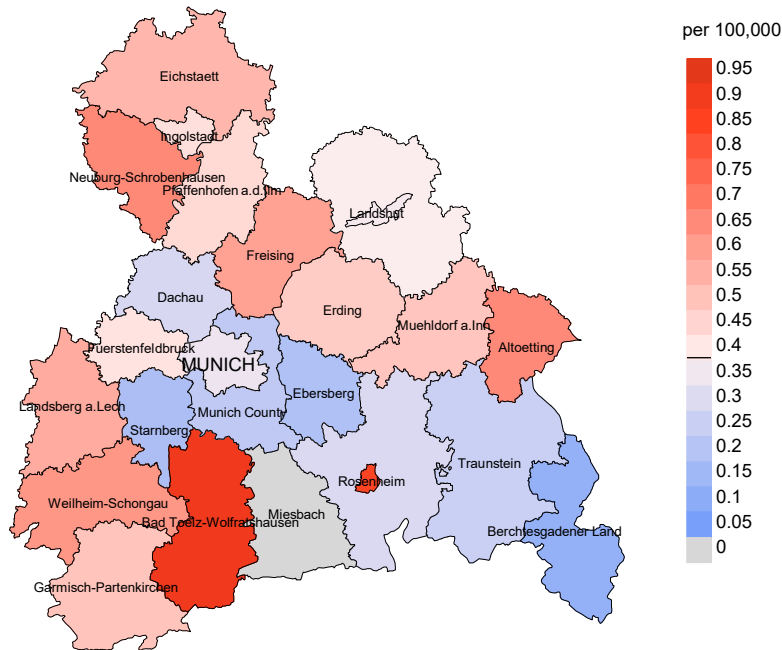 per 100,000
0.95
0.9
0.8
0.75
0.7
0.65
0.6
0.55
0.5
0.45
0.4
0.35
0.3
0.25
0.2
0.15
0.1
0.05
0
Eichstaett
Ingolstadt
Neuburg-Schrobenhausen
Pfaffenhofen a.d.Ilm
Landshut
Freising
Dachau
Erding
Muehldorf a.Inn
Altoetting
Fuerstenfeldbruck
MUNICH
Ebersberg
Landsberg a.Lech
Munich County
Starnberg
Traunstein
Rosenheim
Weilheim-Schongau
Miesbach
Bad Toelz-Wolfratshausen
Berchtesgadener Land
Garmisch-Partenkirchen